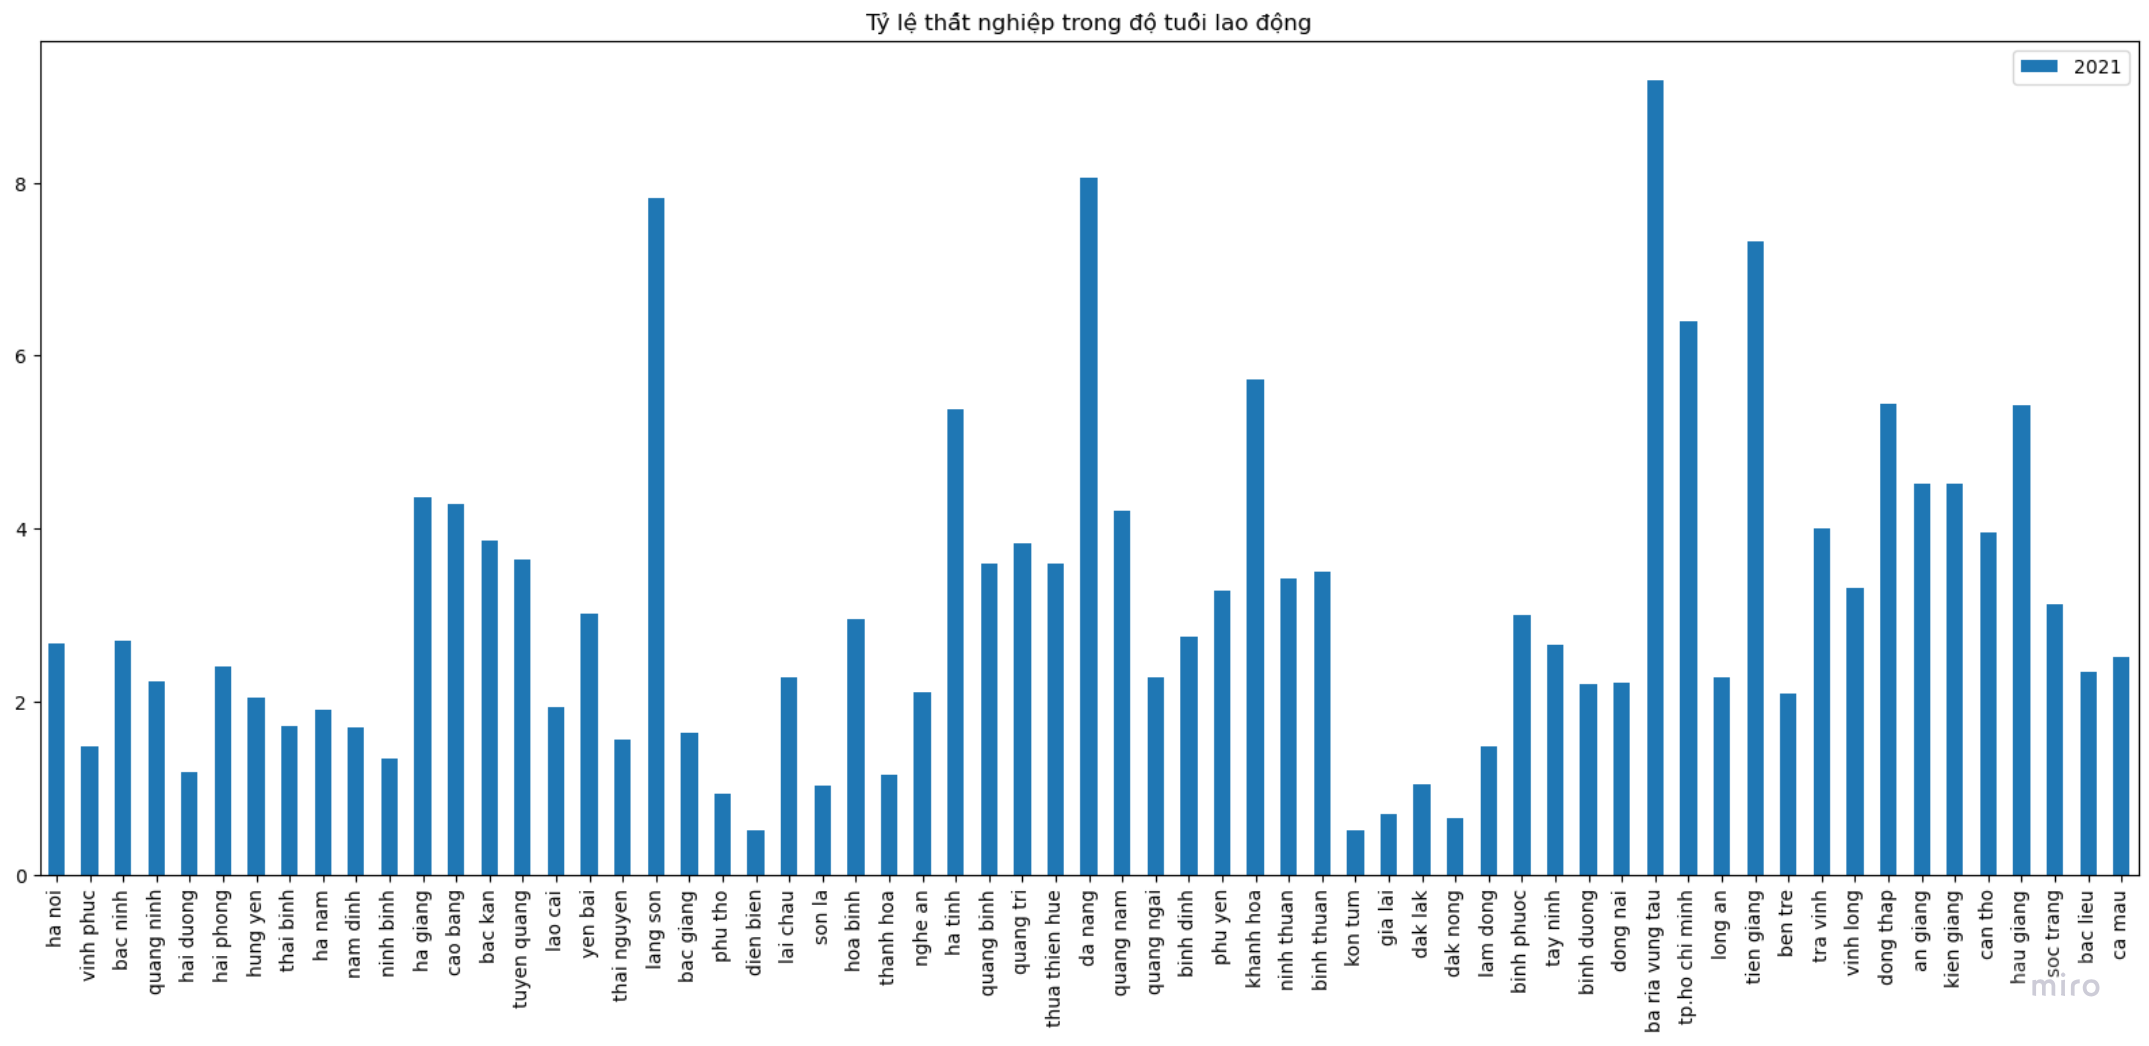 Tỷ lệ thất nghiệp trong độ tuổi lao động
2021
8
6
4
2
0
ha noi
vinh phuc
bac ninh
quang ninh
hai duong
hai phong
hung yen
thai binh
ha nam
nam dinh
ninh binh
ha giang
cao bang
bac kan
tuyen quang
lao cai
yen bai
thai nguyen
lang son
bac giang
phu tho
dien bien
lai chau
son la
hoa binh
thanh hoa
nghe an
ha tinh
quang binh
quang tri
thua thien hue
da nang
quang nam
quang ngai
binh dinh
phu yen
khanh hoa
ninh thuan
binh thuan
kon tum
gia lai
dak lak
dak nong
lam dong
binh phuoc
tay ninh
binh duong
dong nai
ba ria vung tau
tp.ho chi minh
long an
tien giang
ben tre
tra vinh
vinh long
dong thap
an giang
kien giang
can tho
hau giang
soc trang
bac lieu
ca mau
miro